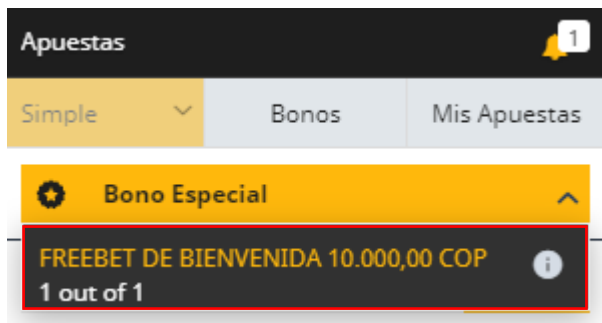 Apuestas 1
Simple Bonos Mis Apuestas
Bono Especial
FREEBET DE BIENVENIDA 10.000,00 COP
1 out of 1